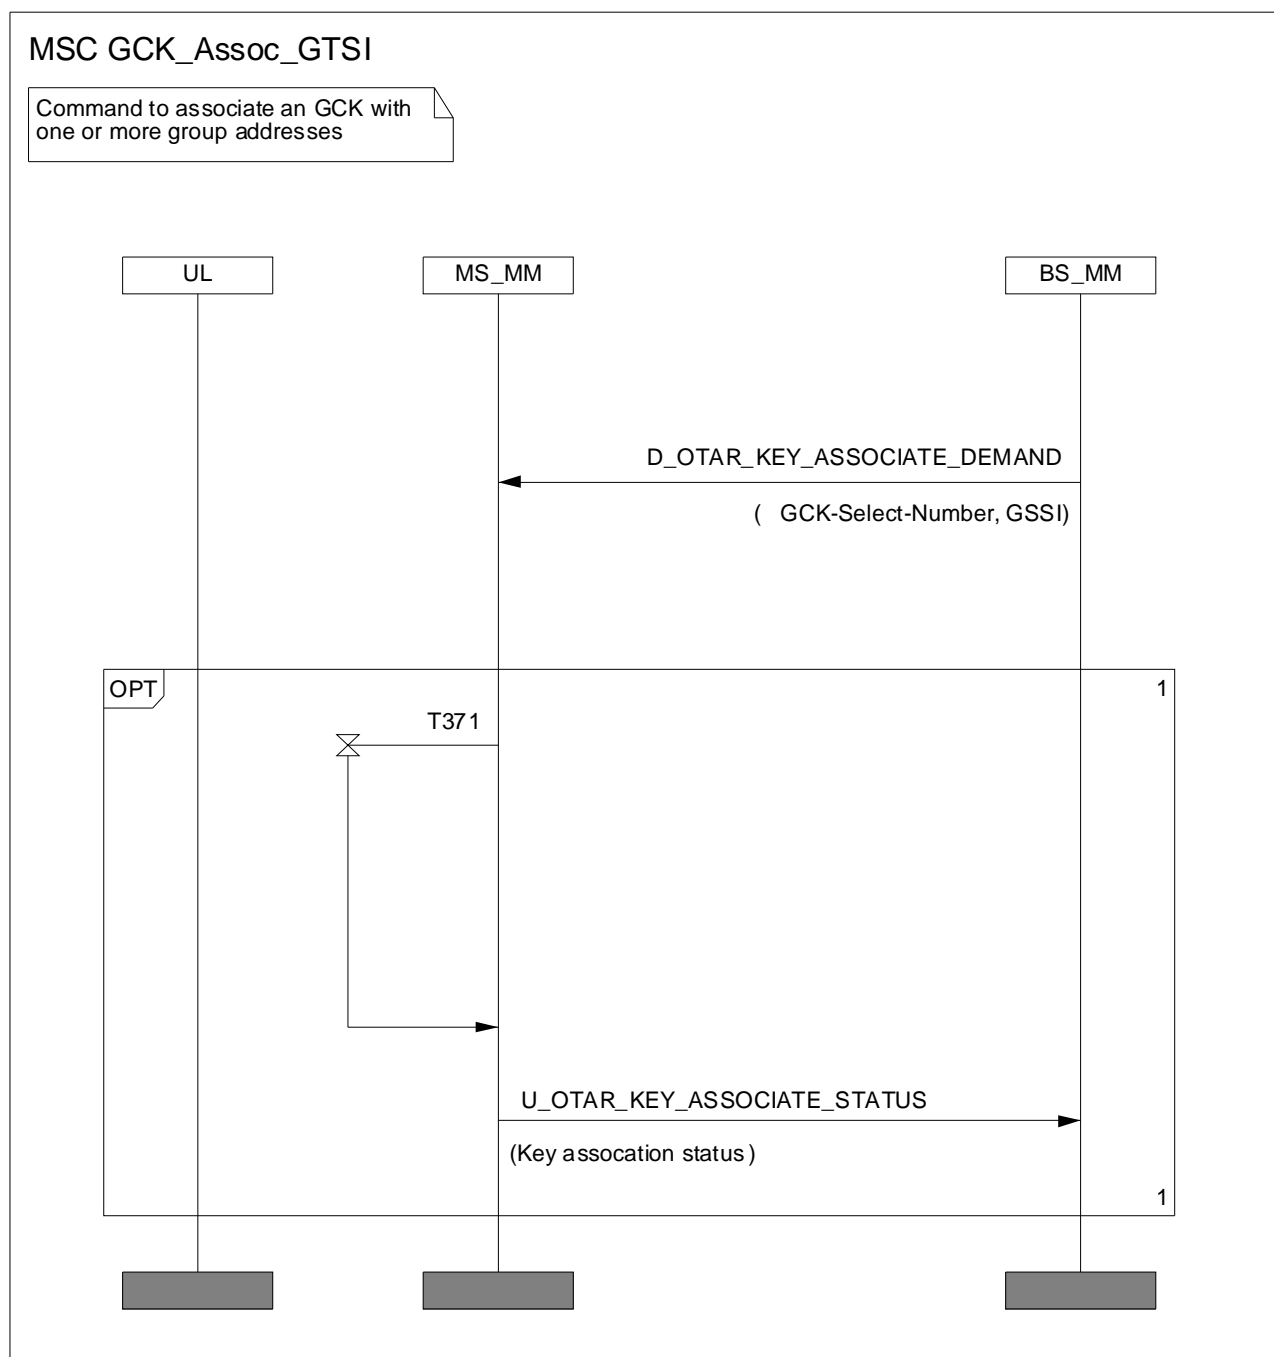 MSC GCK_Assoc_GTSI
Command to associate an GCK with
one or more group addresses
UL
MS_MM
BS_MM
D_OTAR_KEY_ASSOCIATE_DEMAND
( GCK-Select-Number, GSSI)
OPT
1
T371
U_OTAR_KEY_ASSOCIATE_STATUS
(Key assocation status)
1